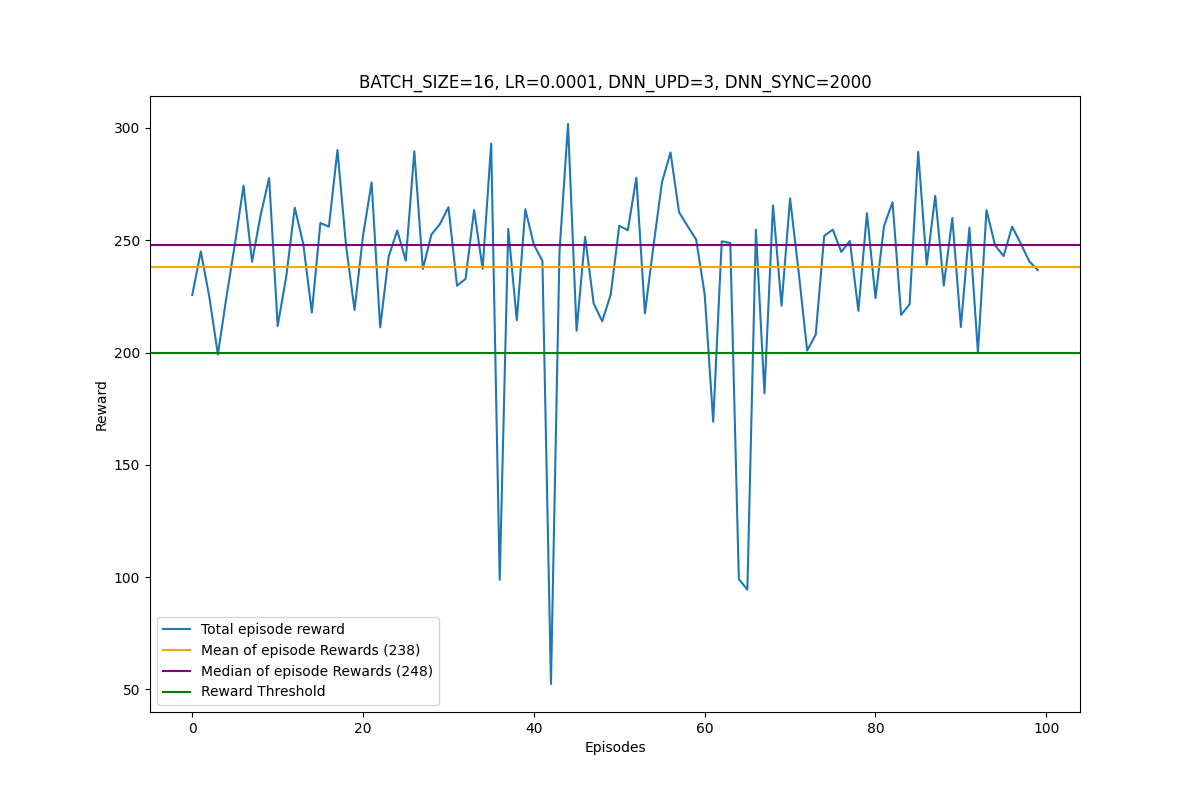 BATCH_SIZE=16, LR=0.0001, DNN_UPD=3, DNN_SYNC=2000
300
250
200
150
100
50
Reward
Total episode reward
Mean of episode Rewards (238)
Median of episode Rewards (248)
Reward Threshold
0 20 40 60 80 100
Episodes